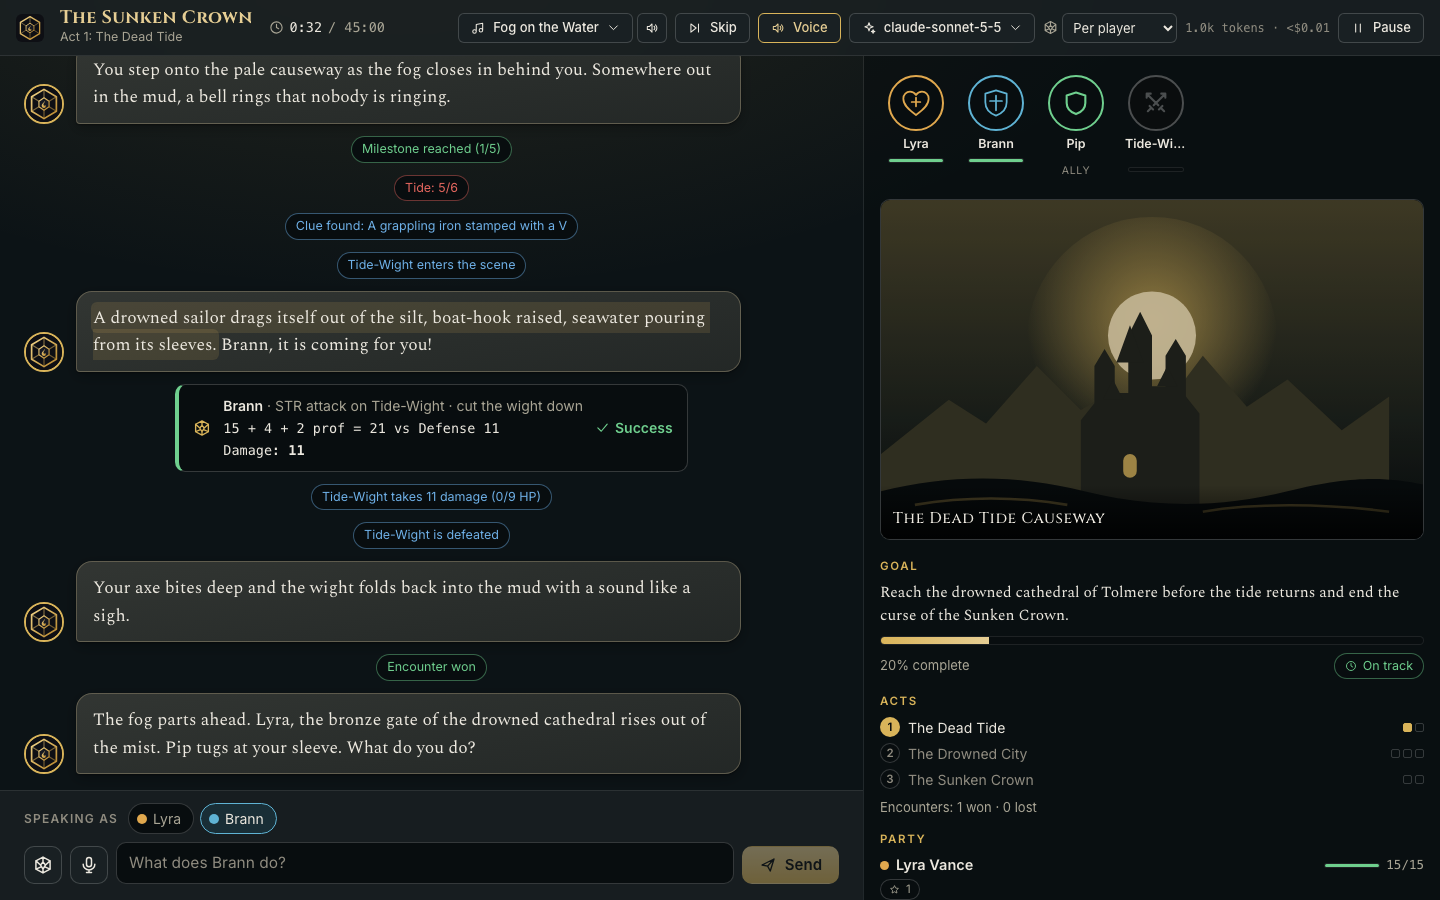 The Sunken Crown
Act 1: The Dead Tide
0:32 / 45:00
Fog on the Water
Skip
Voice
claude-sonnet-5-5
Per player
1.0k tokens · <$0.01
Pause
You step onto the pale causeway as the fog closes in behind you. Somewhere out
in the mud, a bell rings that nobody is ringing.
Milestone reached (1/5)
Tide: 5/6
Clue found: A grappling iron stamped with a V
Tide-Wight enters the scene
A drowned sailor drags itself out of the silt, boat-hook raised, seawater pouring
from its sleeves. Brann, it is coming for you!
Brann · STR attack on Tide-Wight · cut the wight down
15 + 4 + 2 prof = 21 vs Defense 11
Success
Damage: 11
Tide-Wight takes 11 damage (0/9 HP)
Tide-Wight is defeated
Your axe bites deep and the wight folds back into the mud with a sound like a
sigh.
Encounter won
The fog parts ahead. Lyra, the bronze gate of the drowned cathedral rises out of
the mist. Pip tugs at your sleeve. What do you do?
SPEAKING AS
Lyra
Brann
What does Brann do?
Send
Lyra
Brann
Pip
Tide-Wi...
ALLY
The Dead Tide Causeway
GOAL
Reach the drowned cathedral of Tolmere before the tide returns and end the
curse of the Sunken Crown.
20% complete
On track
ACTS
1 The Dead Tide
2 The Drowned City
3 The Sunken Crown
Encounters: 1 won · 0 lost
PARTY
Lyra Vance
15/15
1